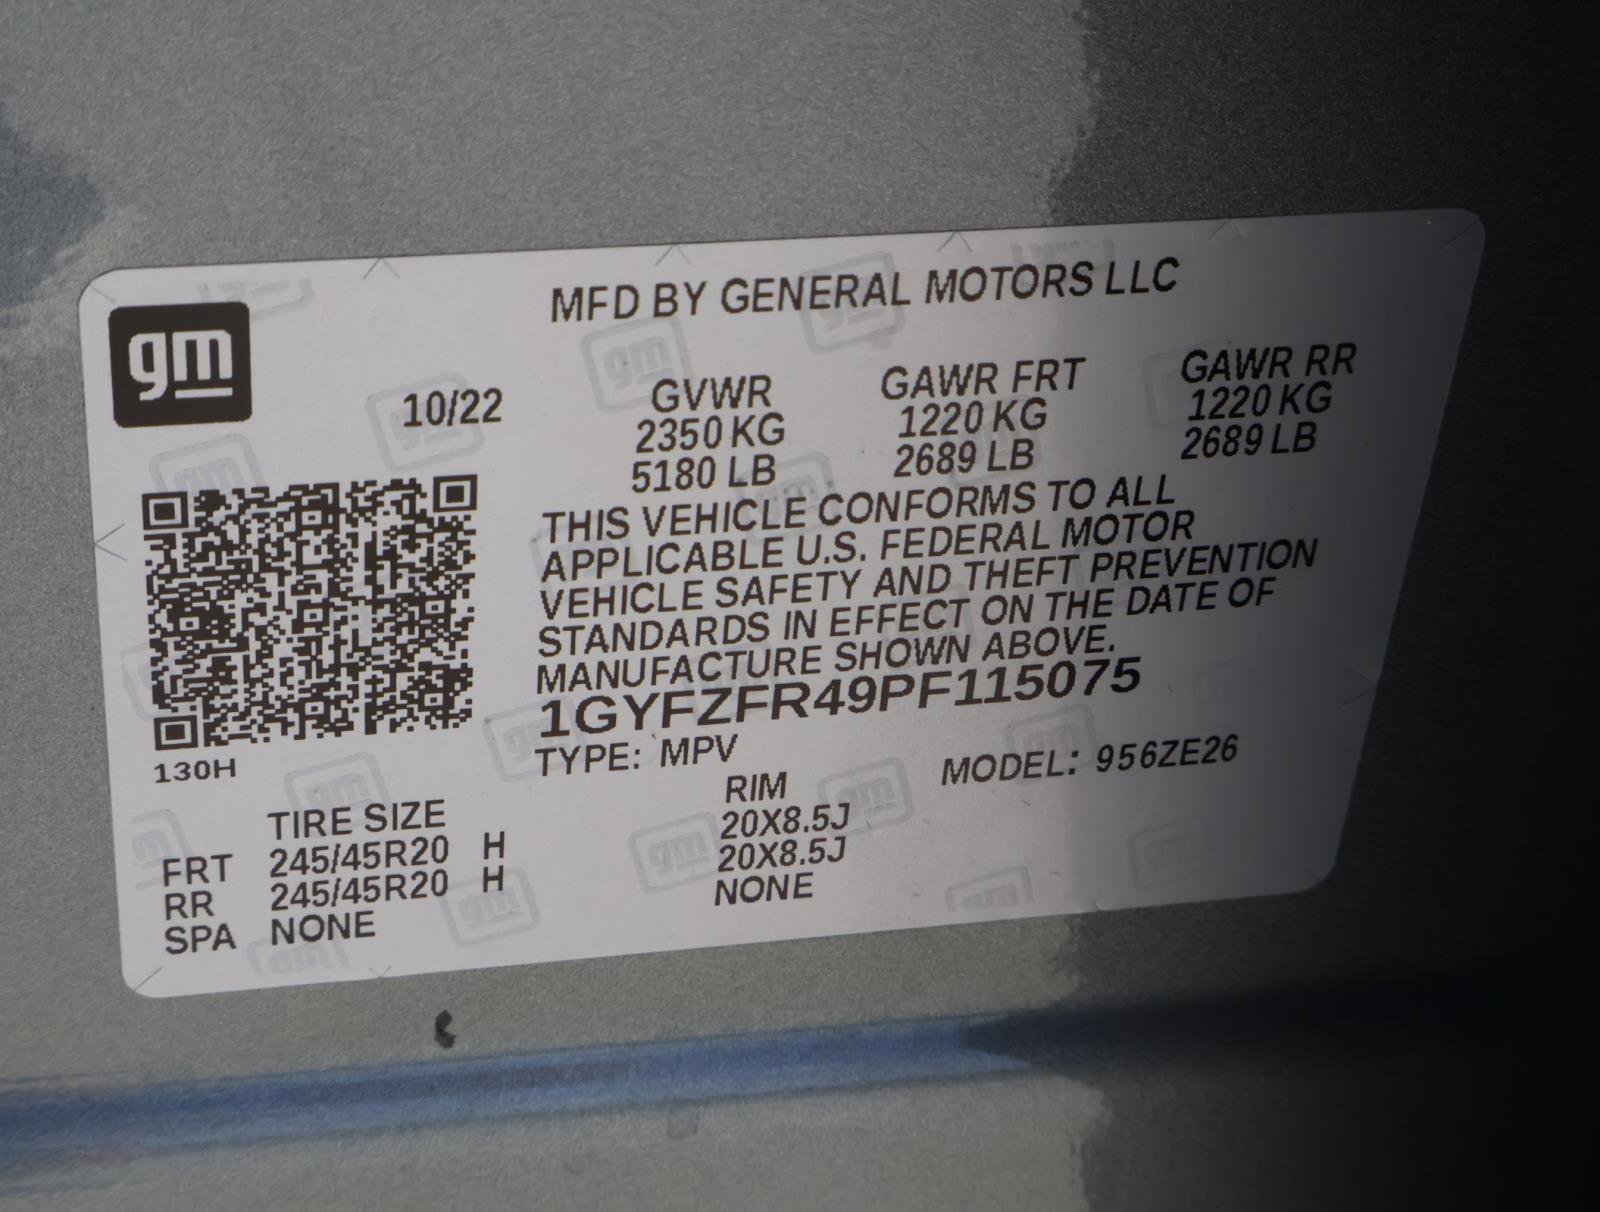 MFD BY GENERAL MOTORS LLC
gm
10/22
GVWR GAWR FRT GAWR RR
2350 KG 1220 KG 1220 KG
5180 LB 2689 LB 2689 LB
THIS VEHICLE CONFORMS TO ALL
APPLICABLE U.S. FEDERAL MOTOR
VEHICLE SAFETY AND THEFT PREVENTION
STANDARDS IN EFFECT ON THE DATE OF
MANUFACTURE SHOWN ABOVE.
1GYFZFR49PF115075
TYPE: MPV MODEL: 956ZE26
130H
TIRE SIZE RIM
FRT 245/45R20 H 20X8.5J
RR 245/45R20 H 20X8.5J
SPA NONE NONE